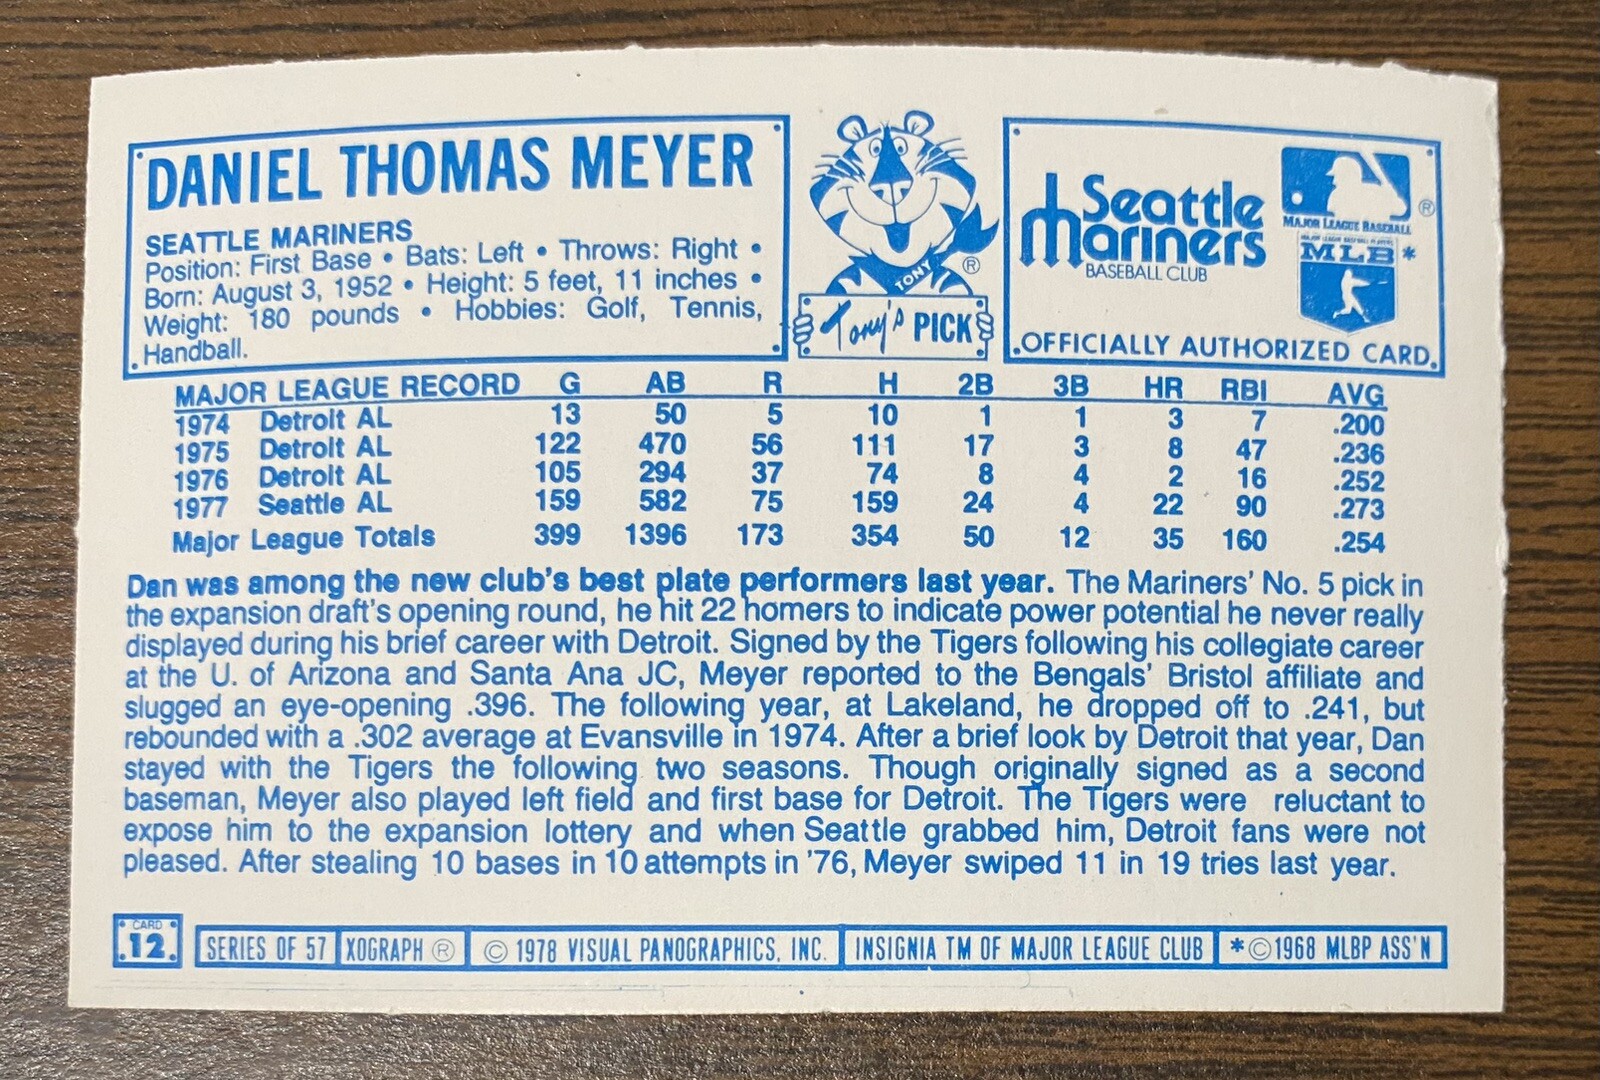 DANIEL THOMAS MEYER
SEATTLE MARINERS
Position: First Base • Bats: Left • Throws: Right •
Born: August 3, 1952 • Height: 5 feet, 11 inches •
Weight: 180 pounds • Hobbies: Golf, Tennis,
Handball.
TONY ®
Tony's PICK
Seattle
Mariners
BASEBALL CLUB
®
MAJOR LEAGUE BASEBALL
MAJOR LEAGUE BASEBALL PLAYERS
MLB *
OFFICIALLY AUTHORIZED CARD.
MAJOR LEAGUE RECORD G AB R H 2B 3B HR RBI AVG
1974 Detroit AL 13 50 5 10 1 1 3 7 .200
1975 Detroit AL 122 470 56 111 17 3 8 47 .236
1976 Detroit AL 105 294 37 74 8 4 2 16 .252
1977 Seattle AL 159 582 75 159 24 4 22 90 .273
Major League Totals 399 1396 173 354 50 12 35 160 .254
Dan was among the new club's best plate performers last year. The Mariners' No. 5 pick in
the expansion draft's opening round, he hit 22 homers to indicate power potential he never really
displayed during his brief career with Detroit. Signed by the Tigers following his collegiate career
at the U. of Arizona and Santa Ana JC, Meyer reported to the Bengals' Bristol affiliate and
slugged an eye-opening .396. The following year, at Lakeland, he dropped off to .241, but
rebounded with a .302 average at Evansville in 1974. After a brief look by Detroit that year, Dan
stayed with the Tigers the following two seasons. Though originally signed as a second
baseman, Meyer also played left field and first base for Detroit. The Tigers were reluctant to
expose him to the expansion lottery and when Seattle grabbed him, Detroit fans were not
pleased. After stealing 10 bases in 10 attempts in '76, Meyer swiped 11 in 19 tries last year.
CARD
12
SERIES OF 57
XOGRAPH ®
© 1978 VISUAL PANOGRAPHICS, INC.
INSIGNIA TM OF MAJOR LEAGUE CLUB
*©1968 MLBP ASS'N